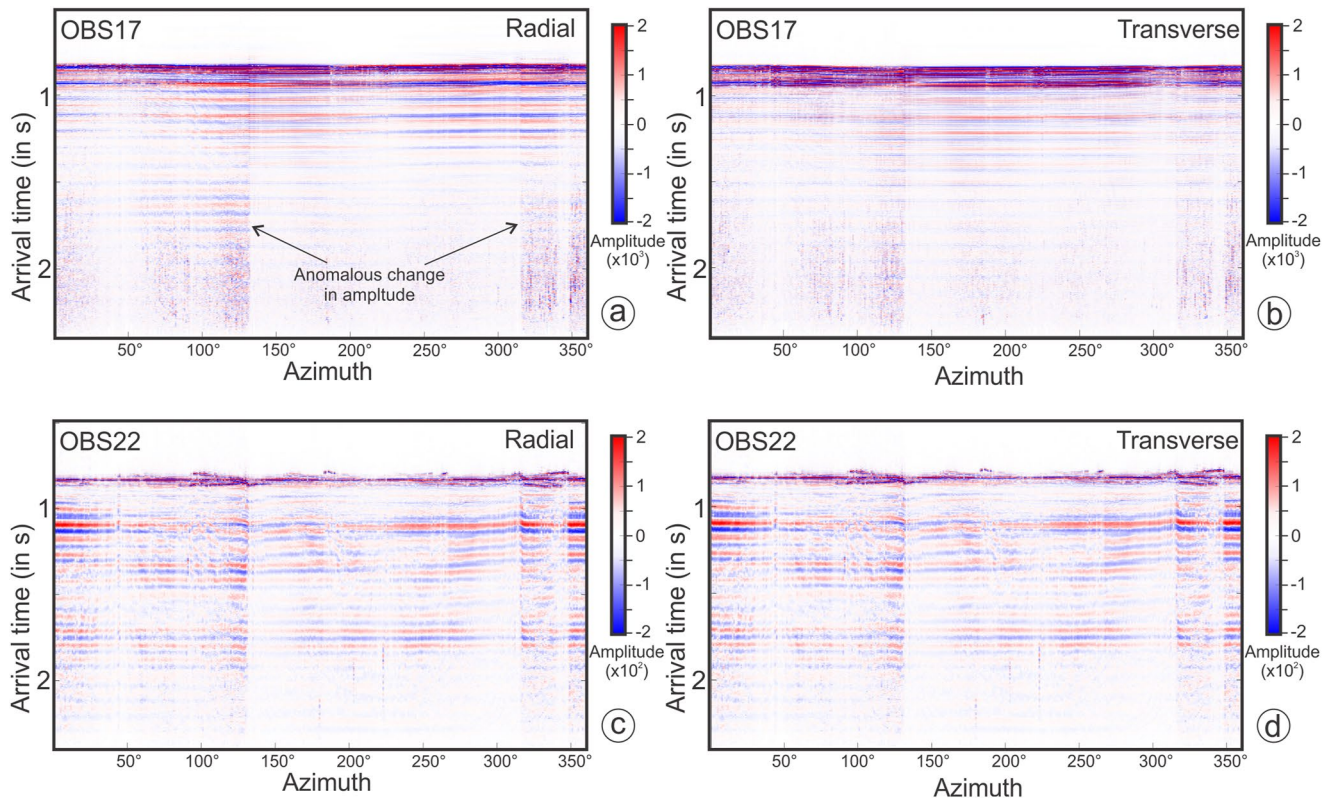 OBS17 Radial
Arrival time (in s)
1
2
Anomalous change
in ampltude
50° 100° 150° 200° 250° 300° 350°
Azimuth
2
1
0
-1
-2
Amplitude
(x10³)
a
OBS17 Transverse
Arrival time (in s)
1
2
50° 100° 150° 200° 250° 300° 350°
Azimuth
2
1
0
-1
-2
Amplitude
(x10³)
b
OBS22 Radial
Arrival time (in s)
1
2
50° 100° 150° 200° 250° 300° 350°
Azimuth
2
1
0
-1
-2
Amplitude
(x10²)
c
OBS22 Transverse
Arrival time (in s)
1
2
50° 100° 150° 200° 250° 300° 350°
Azimuth
2
1
0
-1
-2
Amplitude
(x10²)
d